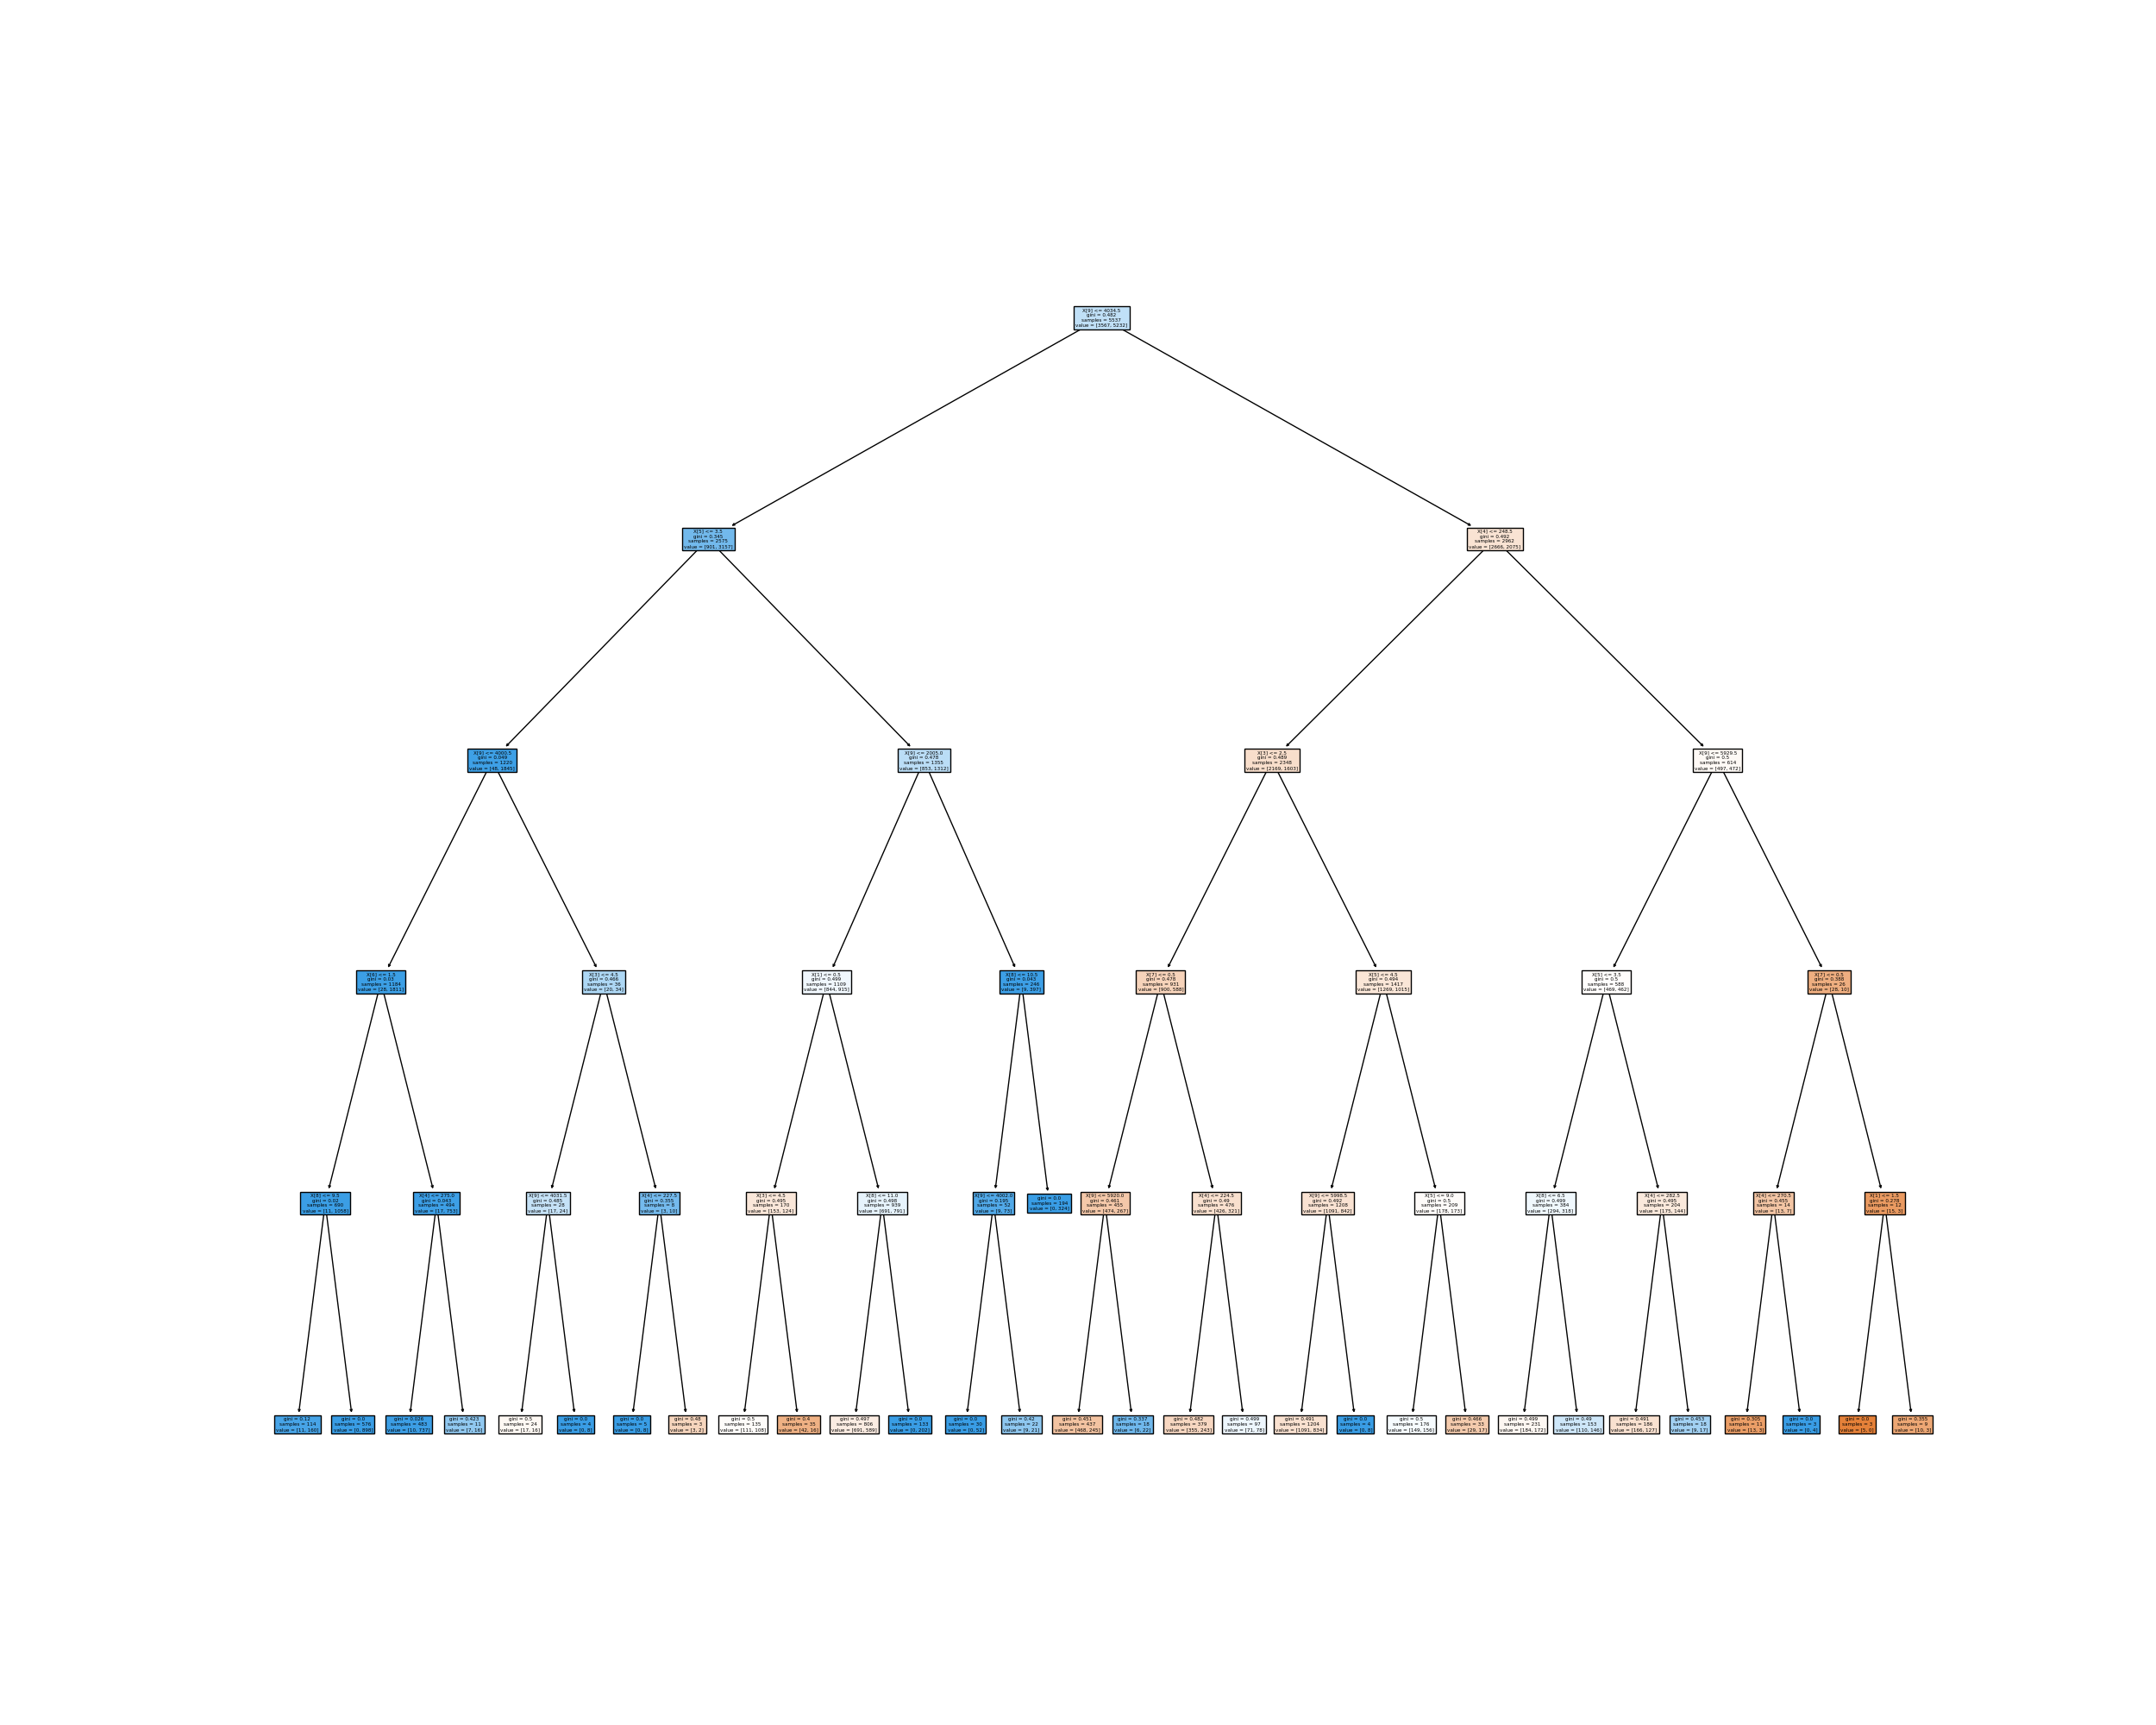 X[9] <= 4034.5
gini = 0.482
samples = 5537
value = [3567, 5232]
X[5] <= 3.5
gini = 0.345
samples = 2575
value = [901, 3157]
X[4] <= 248.5
gini = 0.492
samples = 2962
value = [2666, 2075]
X[9] <= 4003.5
gini = 0.049
samples = 1220
value = [48, 1845]
X[9] <= 2005.0
gini = 0.478
samples = 1355
value = [853, 1312]
X[3] <= 2.5
gini = 0.489
samples = 2348
value = [2169, 1603]
X[9] <= 5929.5
gini = 0.5
samples = 614
value = [497, 472]
X[6] <= 1.5
gini = 0.03
samples = 1184
value = [28, 1811]
X[3] <= 4.5
gini = 0.466
samples = 36
value = [20, 34]
X[1] <= 0.5
gini = 0.499
samples = 1109
value = [844, 915]
X[8] <= 10.5
gini = 0.043
samples = 246
value = [9, 397]
X[7] <= 0.5
gini = 0.478
samples = 931
value = [900, 588]
X[5] <= 4.5
gini = 0.494
samples = 1417
value = [1269, 1015]
X[5] <= 3.5
gini = 0.5
samples = 588
value = [469, 462]
X[7] <= 0.5
gini = 0.388
samples = 26
value = [28, 10]
gini = 0.02
samples = 690
value = [11, 1058]
X[4] <= 275.0
gini = 0.043
samples = 494
value = [17, 753]
X[9] <= 4031.5
gini = 0.485
samples = 28
value = [17, 24]
X[4] <= 227.5
gini = 0.355
samples = 8
value = [3, 10]
X[3] <= 4.5
gini = 0.495
samples = 170
value = [153, 124]
X[8] <= 11.0
gini = 0.498
samples = 939
value = [691, 791]
X[9] <= 4002.0
gini = 0.195
samples = 52
value = [9, 73]
gini = 0.0
samples = 194
value = [0, 324]
X[9] <= 5920.0
gini = 0.461
samples = 455
value = [474, 267]
X[4] <= 224.5
gini = 0.49
samples = 476
value = [426, 321]
X[9] <= 5998.5
gini = 0.492
samples = 1208
value = [1091, 842]
X[5] <= 9.0
gini = 0.5
samples = 209
value = [178, 173]
X[8] <= 6.5
gini = 0.499
samples = 384
value = [294, 318]
X[4] <= 282.5
gini = 0.495
samples = 204
value = [175, 144]
X[4] <= 270.5
gini = 0.455
samples = 14
value = [13, 7]
X[1] <= 1.5
gini = 0.278
samples = 12
value = [15, 3]
gini = 0.12
samples = 114
value = [11, 160]
gini = 0.0
samples = 576
value = [0, 898]
gini = 0.026
samples = 483
value = [10, 737]
gini = 0.423
samples = 11
value = [7, 16]
gini = 0.5
samples = 24
value = [17, 16]
gini = 0.0
samples = 4
value = [0, 8]
gini = 0.0
samples = 5
value = [0, 8]
gini = 0.48
samples = 3
value = [3, 2]
gini = 0.5
samples = 135
value = [111, 108]
gini = 0.4
samples = 35
value = [42, 16]
gini = 0.497
samples = 806
value = [691, 589]
gini = 0.0
samples = 133
value = [0, 202]
gini = 0.0
samples = 30
value = [0, 52]
gini = 0.42
samples = 22
value = [9, 21]
gini = 0.451
samples = 437
value = [468, 245]
gini = 0.337
samples = 18
value = [6, 22]
gini = 0.482
samples = 379
value = [355, 243]
gini = 0.499
samples = 97
value = [71, 78]
gini = 0.491
samples = 1204
value = [1091, 834]
gini = 0.0
samples = 4
value = [0, 8]
gini = 0.5
samples = 176
value = [149, 156]
gini = 0.466
samples = 33
value = [29, 17]
gini = 0.499
samples = 231
value = [184, 172]
gini = 0.49
samples = 153
value = [110, 146]
gini = 0.491
samples = 186
value = [166, 127]
gini = 0.453
samples = 18
value = [9, 17]
gini = 0.305
samples = 11
value = [13, 3]
gini = 0.0
samples = 3
value = [0, 4]
gini = 0.0
samples = 3
value = [5, 0]
gini = 0.355
samples = 9
value = [10, 3]